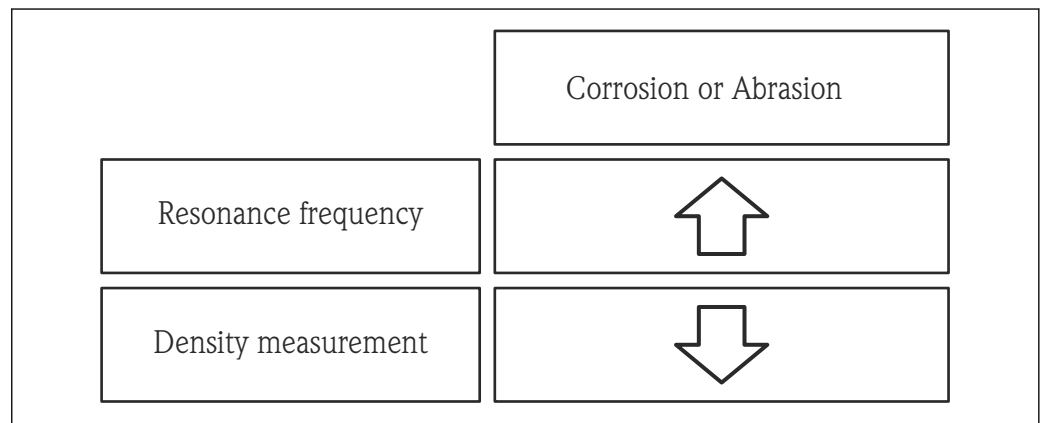 Corrosion or Abrasion
Resonance frequency
Density measurement